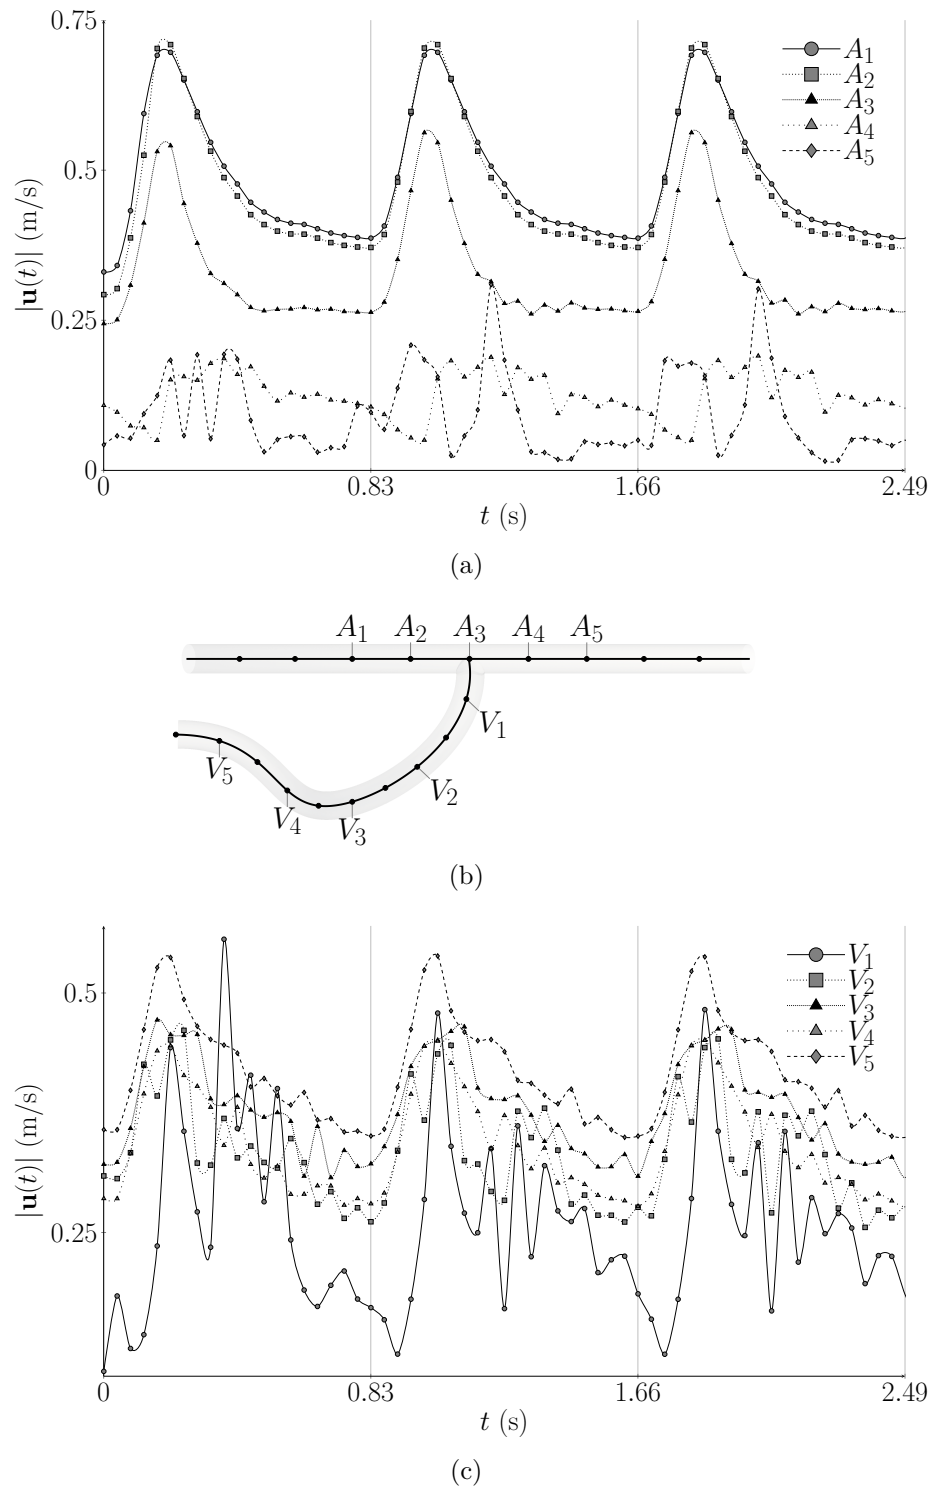 0.75
0.5
0.25
0
|u(t)| (m/s)
A1
A2
A3
A4
A5
0 0.83 1.66 2.49
t (s)
(a)
A1 A2 A3 A4 A5
V1
V2
V3
V4
V5
(b)
0.5
0.25
|u(t)| (m/s)
V1
V2
V3
V4
V5
0 0.83 1.66 2.49
t (s)
(c)